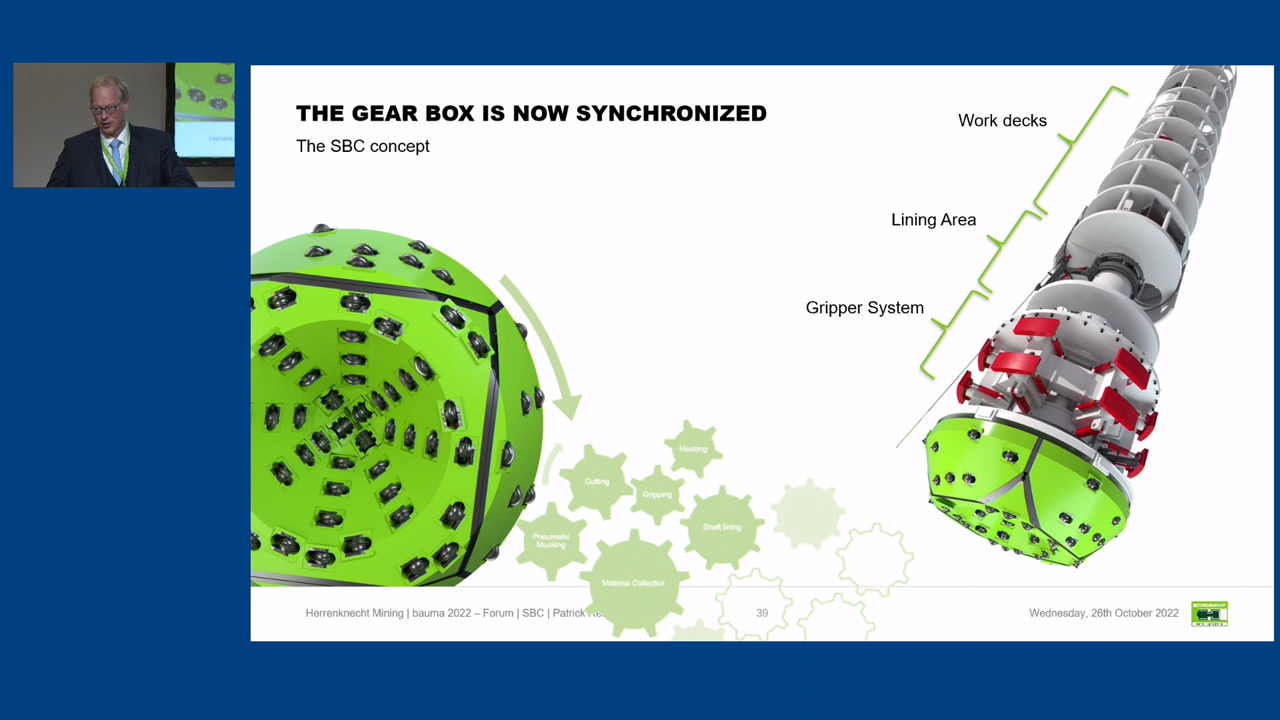 THE GEAR BOX IS NOW SYNCHRONIZED
The SBC concept
Work decks
Lining Area
Gripper System
Hoisting
Cutting
Gripping
Shaft lining
Pneumatic
Mucking
Material Collection
Herrenknecht Mining | bauma 2022 – Forum | SBC | Patrick
39
Wednesday, 26th October 2022